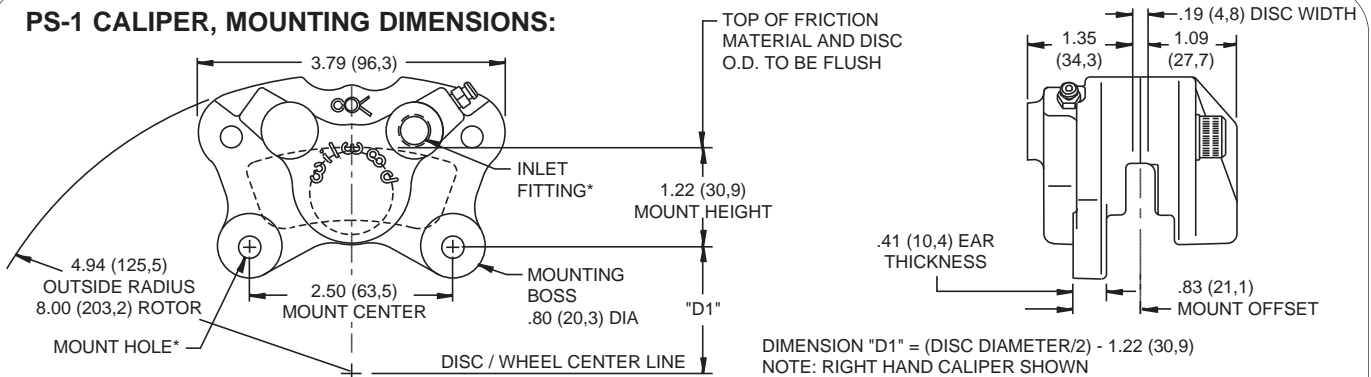 PS-1 CALIPER, MOUNTING DIMENSIONS:
3.79 (96,3)
TOP OF FRICTION
MATERIAL AND DISC
O.D. TO BE FLUSH
.19 (4,8) DISC WIDTH
1.35
(34,3)
1.09
(27,7)
INLET
FITTING*
1.22 (30,9)
MOUNT HEIGHT
.41 (10,4) EAR
THICKNESS
4.94 (125,5)
OUTSIDE RADIUS
8.00 (203,2) ROTOR
2.50 (63,5)
MOUNT CENTER
MOUNTING
BOSS
.80 (20,3) DIA
"D1"
.83 (21,1)
MOUNT OFFSET
MOUNT HOLE*
DISC / WHEEL CENTER LINE
DIMENSION "D1" = (DISC DIAMETER/2) - 1.22 (30,9)
NOTE: RIGHT HAND CALIPER SHOWN